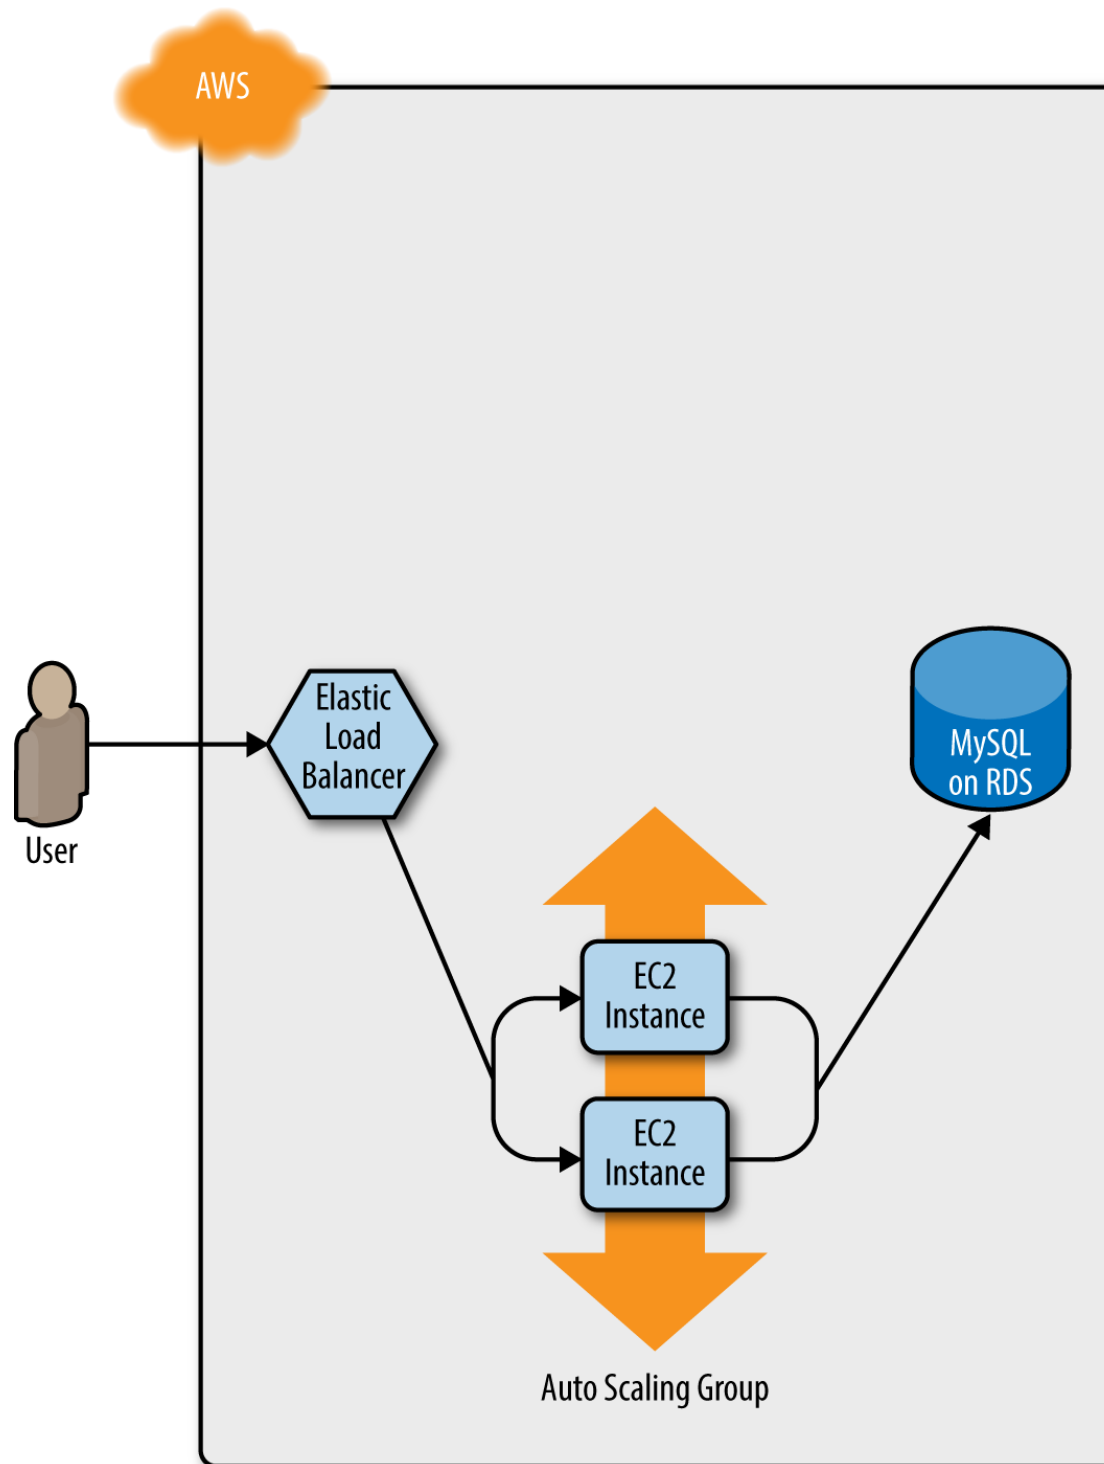 AWS
User
Elastic
Load
Balancer
EC2
Instance
EC2
Instance
MySQL
on RDS
Auto Scaling Group